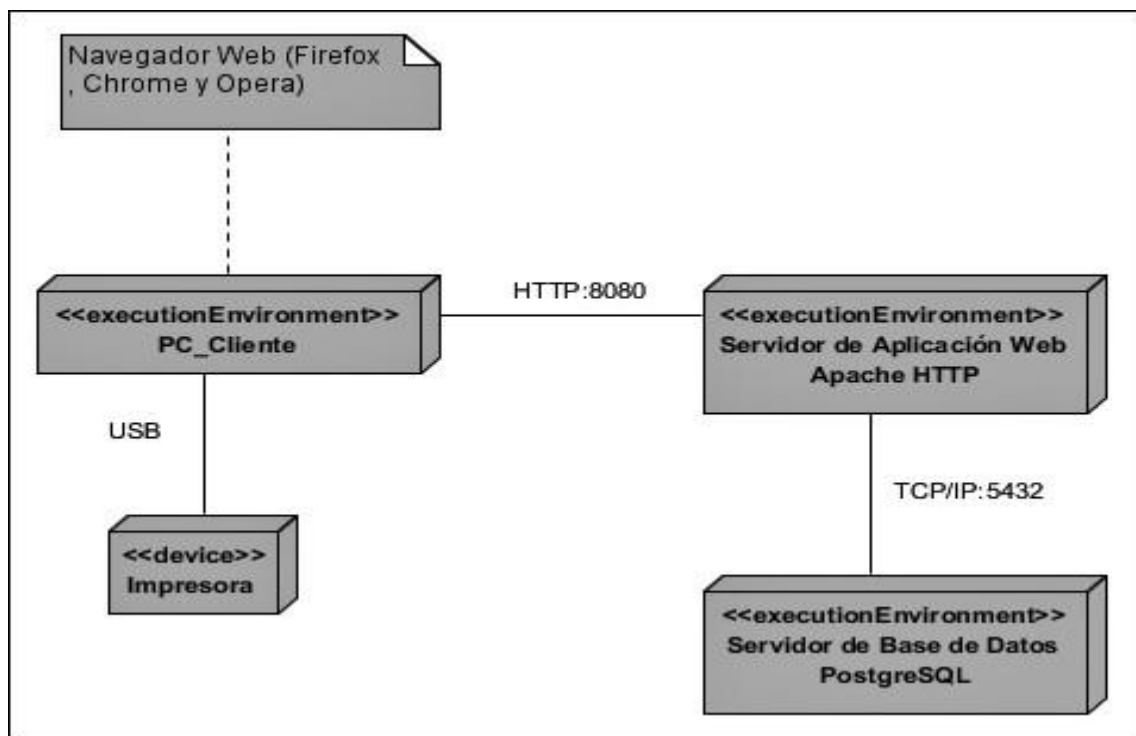 Navegador Web (Firefox
, Chrome y Opera)
<<executionEnvironment>>
PC_Cliente
HTTP:8080
<<executionEnvironment>>
Servidor de Aplicación Web
Apache HTTP
USB
TCP/IP:5432
<<device>>
Impresora
<<executionEnvironment>>
Servidor de Base de Datos
PostgreSQL